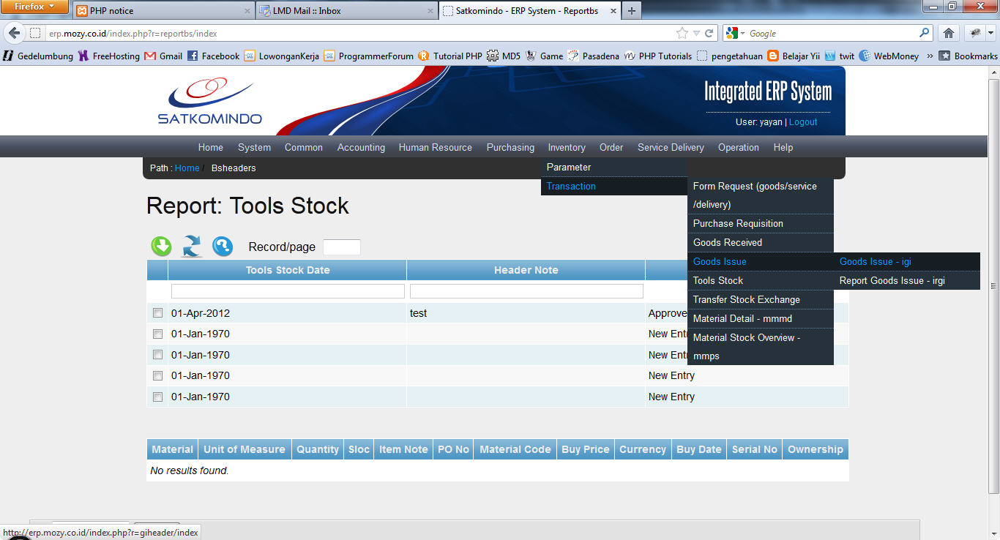 Firefox
PHP notice
LMD Mail :: Inbox
Satkomindo - ERP System - Reportbs
erp.mozy.co.id/index.php?r=reportbs/index
Google
Gedelumbung FreeHosting Gmail Facebook LowonganKerja ProgrammerForum Tutorial PHP MD5 Game Pasadena PHP Tutorials pengetahuan Belajar Yii twit WebMoney » Bookmarks
SATKOMINDO
Integrated ERP System
User: yayan | Logout
Home System Common Accounting Human Resource Purchasing Inventory Order Service Delivery Operation Help
Path : Home / Bsheaders
Parameter
Transaction
Form Request (goods/service
/delivery)
Purchase Requisition
Goods Received
Goods Issue
Tools Stock
Transfer Stock Exchange
Material Detail - mmmd
Material Stock Overview -
mmps
Goods Issue - igi
Report Goods Issue - irgi
Report: Tools Stock
Record/page
Tools Stock Date Header Note
01-Apr-2012 test Approve
01-Jan-1970 New Ent
01-Jan-1970 New Ent
01-Jan-1970 New Entry
01-Jan-1970 New Entry
Material Unit of Measure Quantity Sloc Item Note PO No Material Code Buy Price Currency Buy Date Serial No Ownership
No results found.
http://erp.mozy.co.id/index.php?r=giheader/index